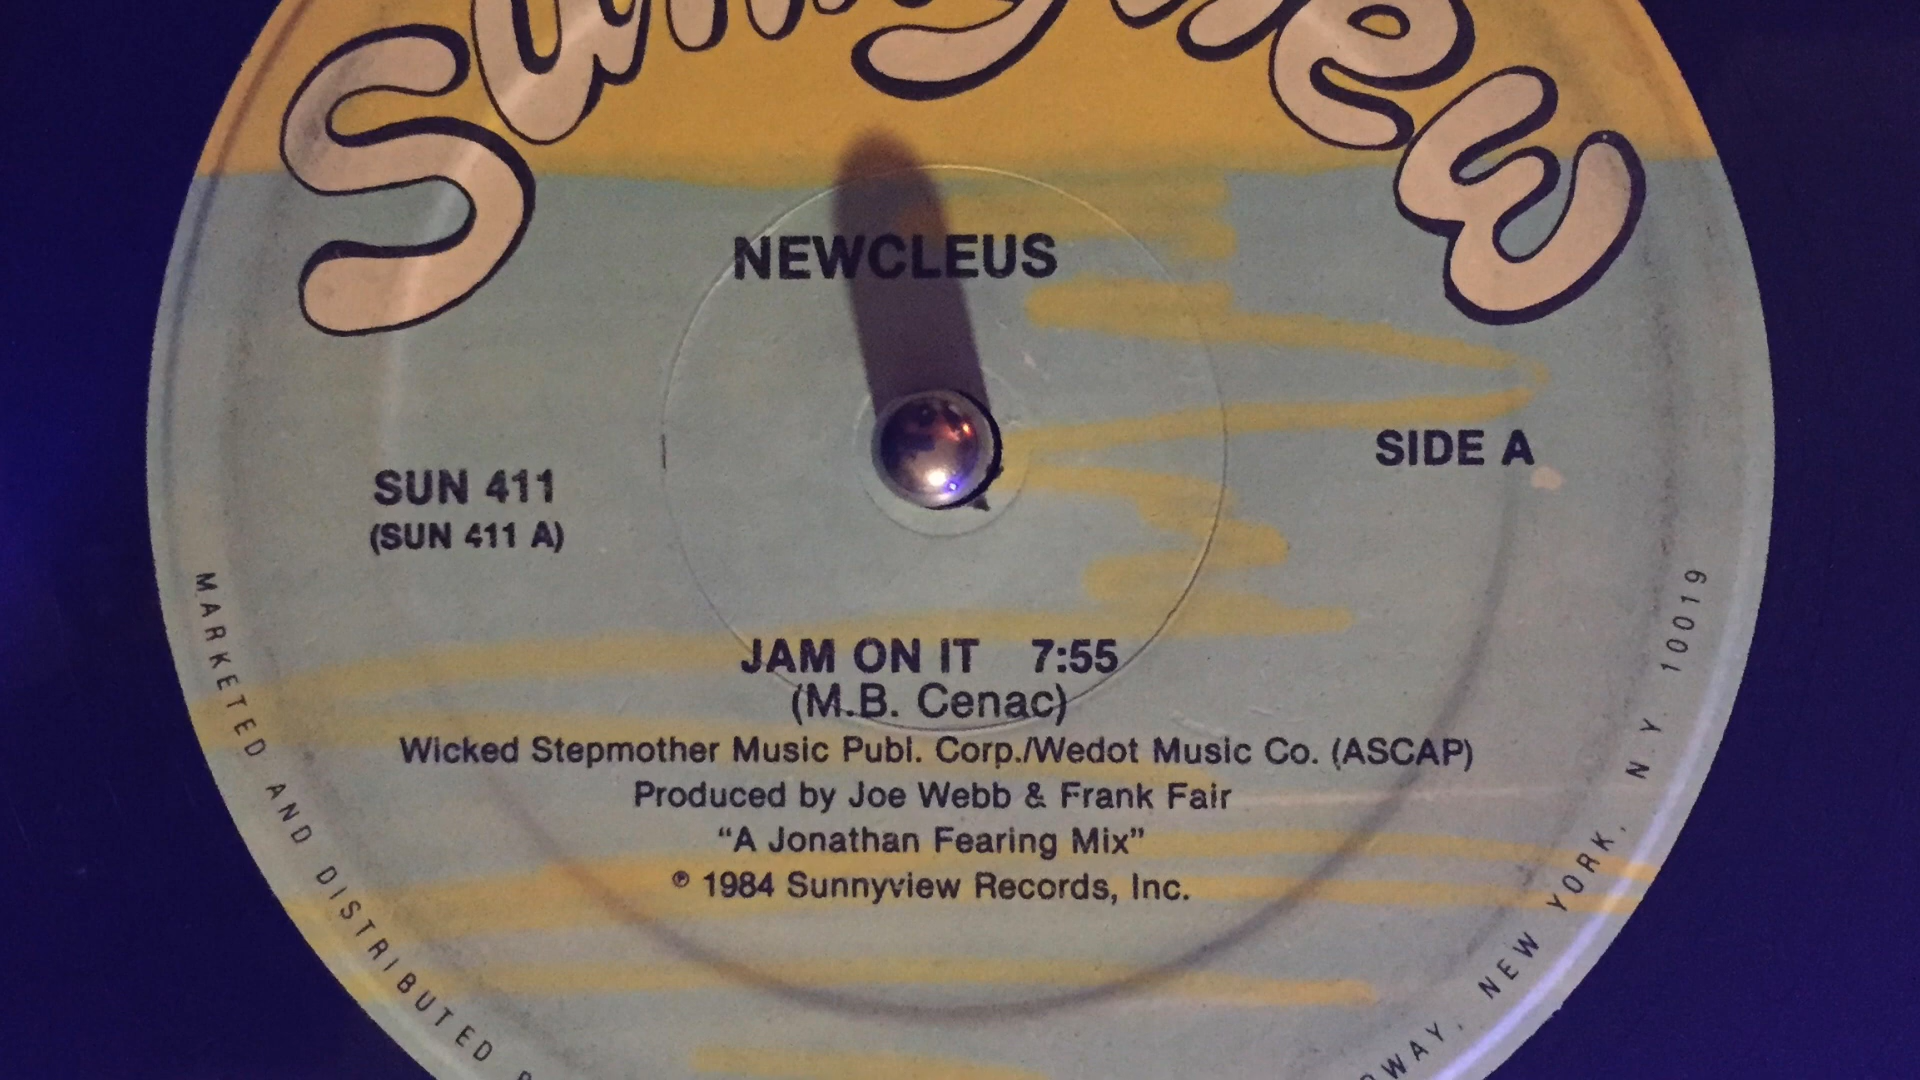 Sunnyview
NEWCLEUS
SIDE A
SUN 411
(SUN 411 A)
JAM ON IT 7:55
(M.B. Cenac)
Wicked Stepmother Music Publ. Corp./Wedot Music Co. (ASCAP)
Produced by Joe Webb & Frank Fair
“A Jonathan Fearing Mix”
℗ 1984 Sunnyview Records, Inc.
MARKETED AND DISTRIBUTED
NEW YORK, N.Y. 10019